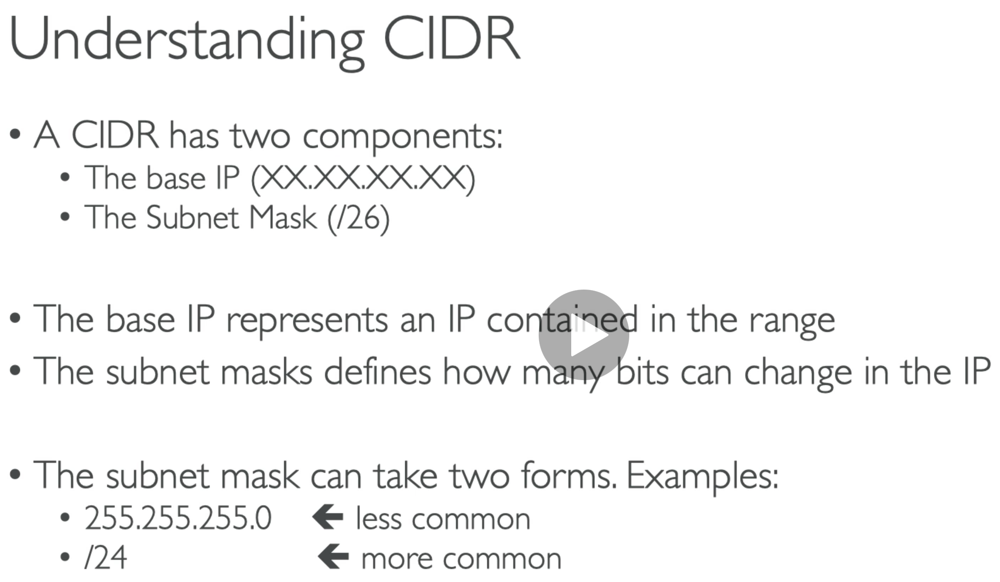 Understanding CIDR
• A CIDR has two components:
• The base IP (XX.XX.XX.XX)
• The Subnet Mask (/26)
• The base IP represents an IP contained in the range
• The subnet masks defines how many bits can change in the IP
• The subnet mask can take two forms. Examples:
• 255.255.255.0 🡸 less common
• /24 🡸 more common